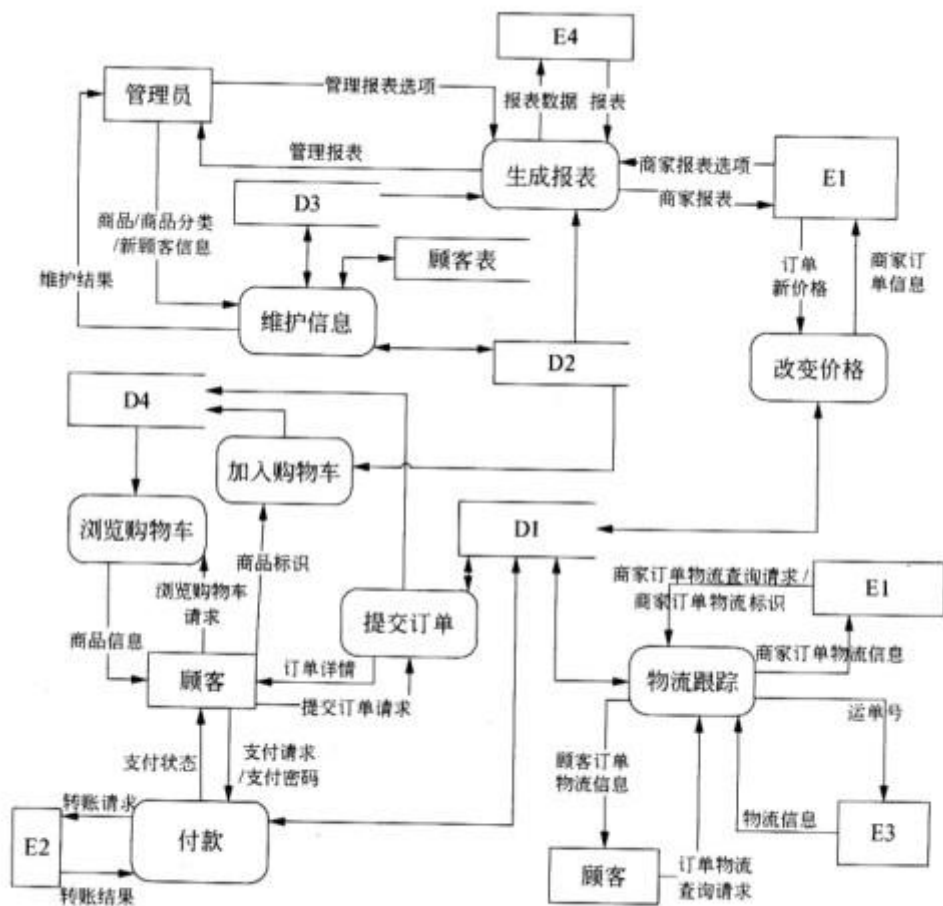 E4
管理员
管理报表选项
报表数据
报表
管理报表
生成报表
商家报表选项
E1
商家报表
D3
商品/商品分类
/新顾客信息
顾客表
维护结果
订单
新价格
商家订
单信息
维护信息
D2
改变价格
D4
加入购物车
浏览购物车
D1
商品标识
浏览购物车
请求
商家订单物流查询请求/
商家订单物流标识
E1
提交订单
商品信息
订单详情
顾客
提交订单请求
物流跟踪
商家订单物流信息
运单号
支付状态
支付请求
/支付密码
顾客订单
物流信息
转账请求
E2
付款
物流信息
E3
转账结果
顾客
订单物流
查询请求